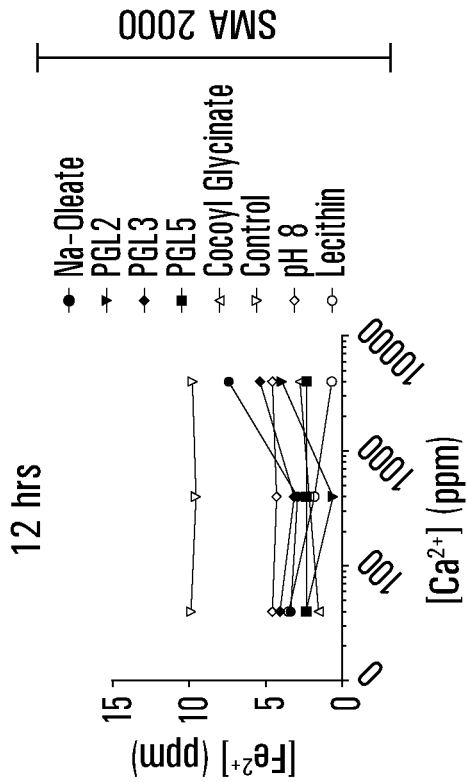 12 hrs
[Fe²⁺] (ppm)
15
10
5
0
0
100
1000
10000
[Ca²⁺] (ppm)
Na-Oleate
PGL2
PGL3
PGL5
Cocoyl Glycinate
Control
pH 8
Lecithin
SMA 2000